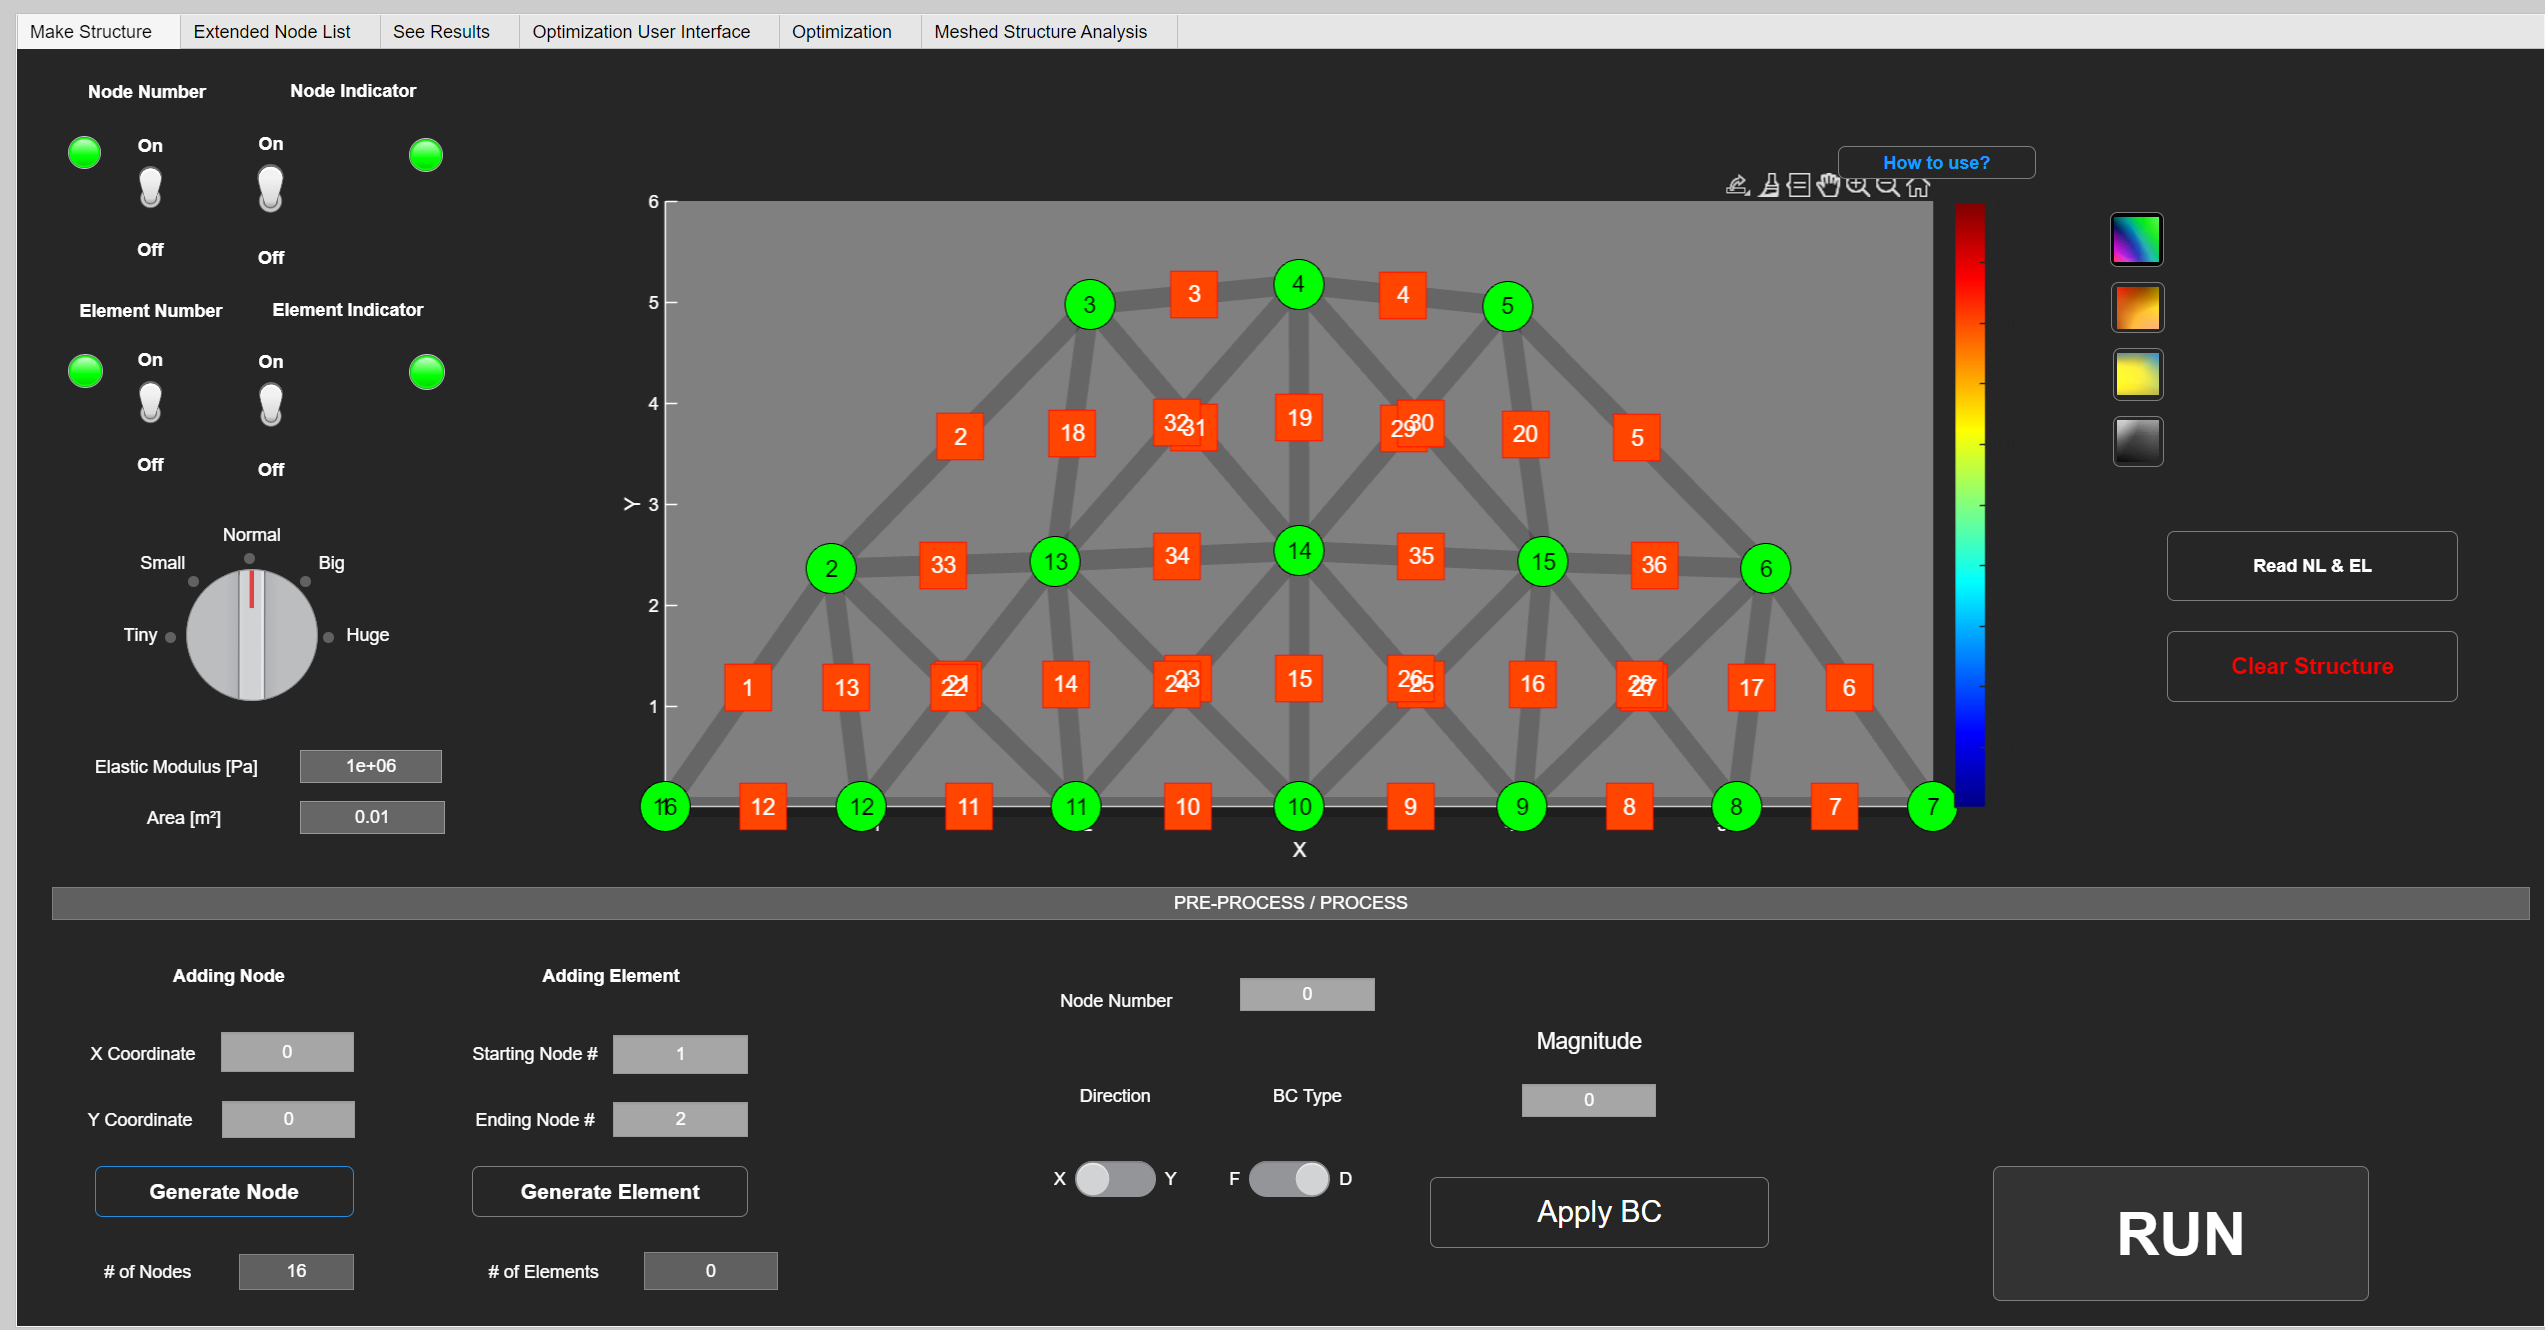 Make Structure
Extended Node List
See Results
Optimization User Interface
Optimization
Meshed Structure Analysis
Node Number
Node Indicator
On
On
Off
Off
Element Number
Element Indicator
On
On
Off
Off
Normal
Small
Big
Tiny
Huge
Elastic Modulus [Pa]
1e+06
Area [m²]
0.01
How to use?
6
5
4
3
2
1
Y
X
3
4
5
3
4
2
18
32
31
19
29
30
20
5
2
33
13
34
14
35
15
36
6
1
13
22
21
14
24
23
15
26
25
16
28
27
17
6
16
12
12
11
11
10
10
9
9
8
8
7
7
Read NL & EL
Clear Structure
PRE-PROCESS / PROCESS
Adding Node
X Coordinate
0
Y Coordinate
0
Generate Node
# of Nodes
16
Adding Element
Starting Node #
1
Ending Node #
2
Generate Element
# of Elements
0
Node Number
0
Direction
BC Type
X
Y
F
D
Magnitude
0
Apply BC
RUN